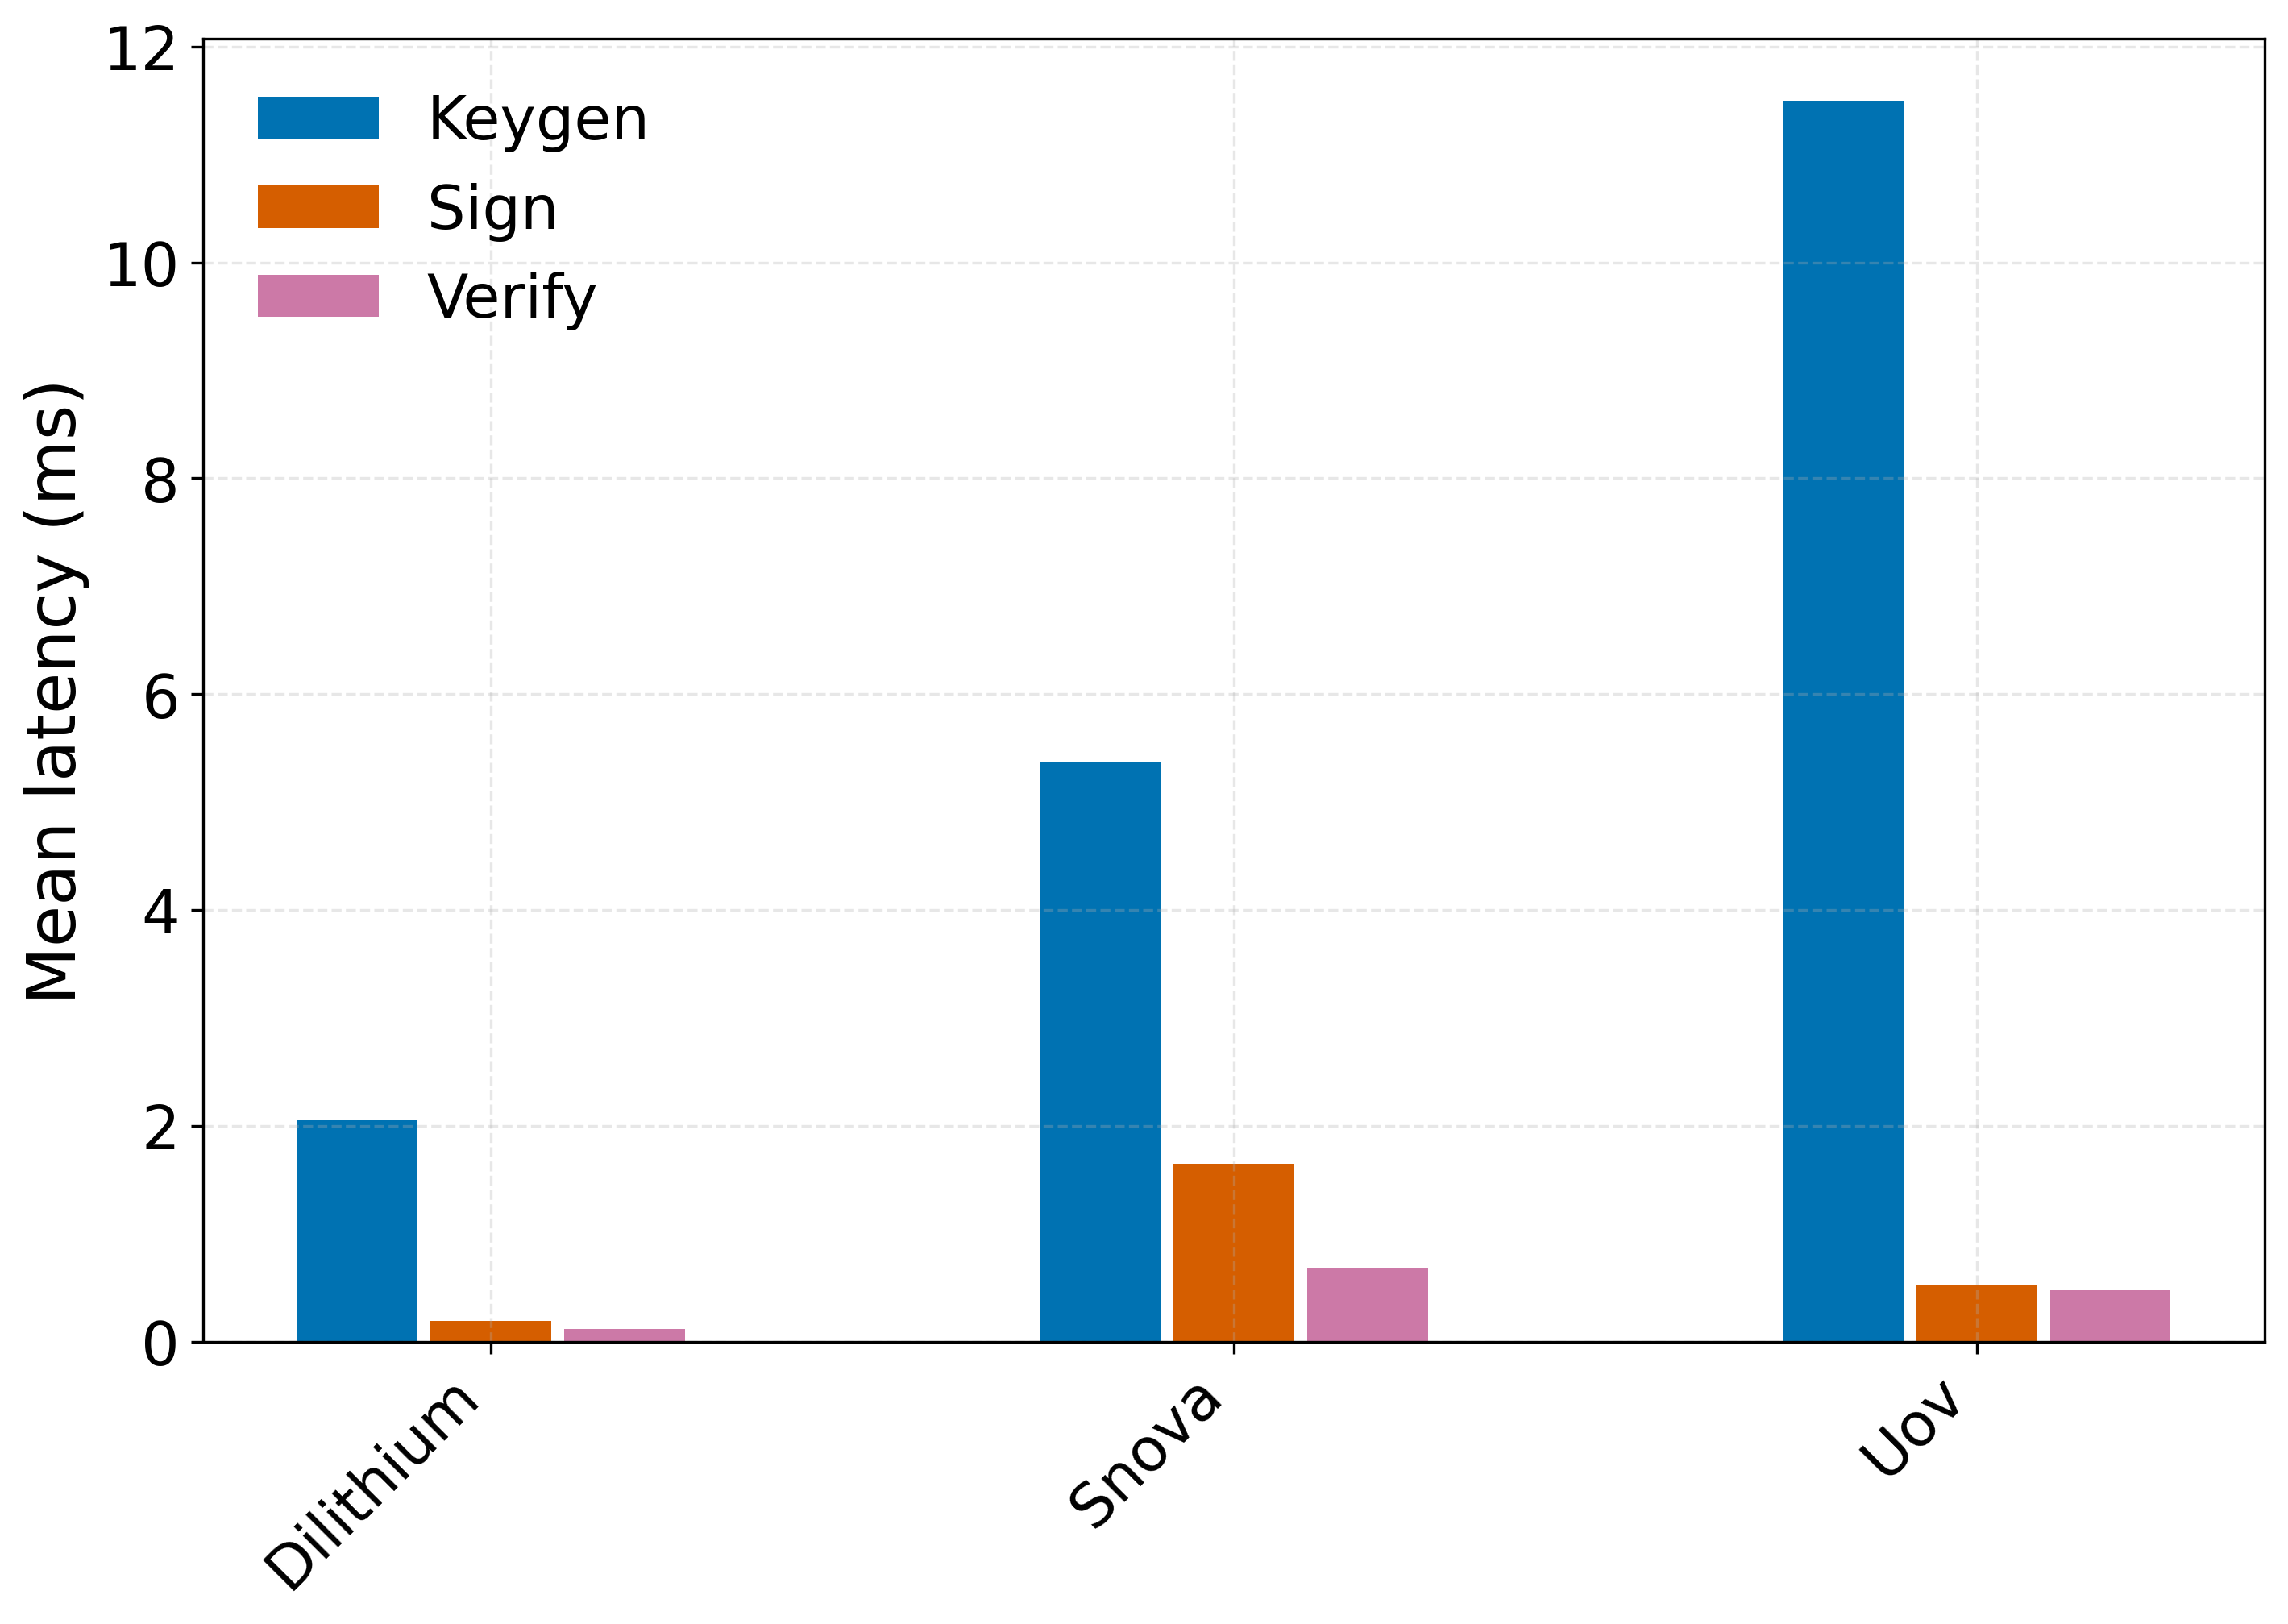 12
10
8
6
4
2
0
Mean latency (ms)
Keygen
Sign
Verify
Dilithium
Snova
Uov